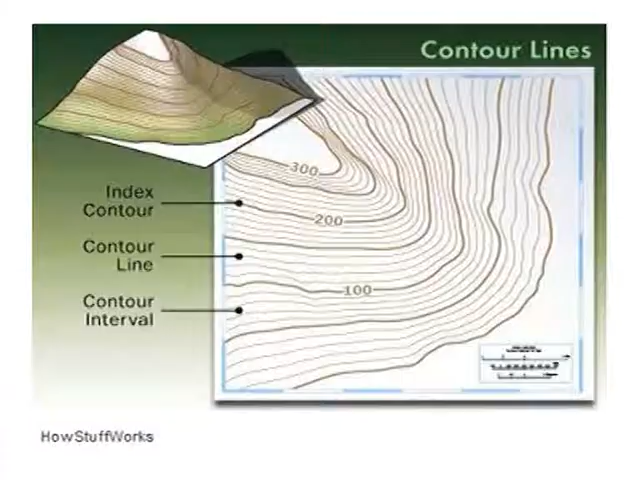 Contour Lines
300
Index
Contour
200
Contour
Line
100
Contour
Interval
HowStuffWorks